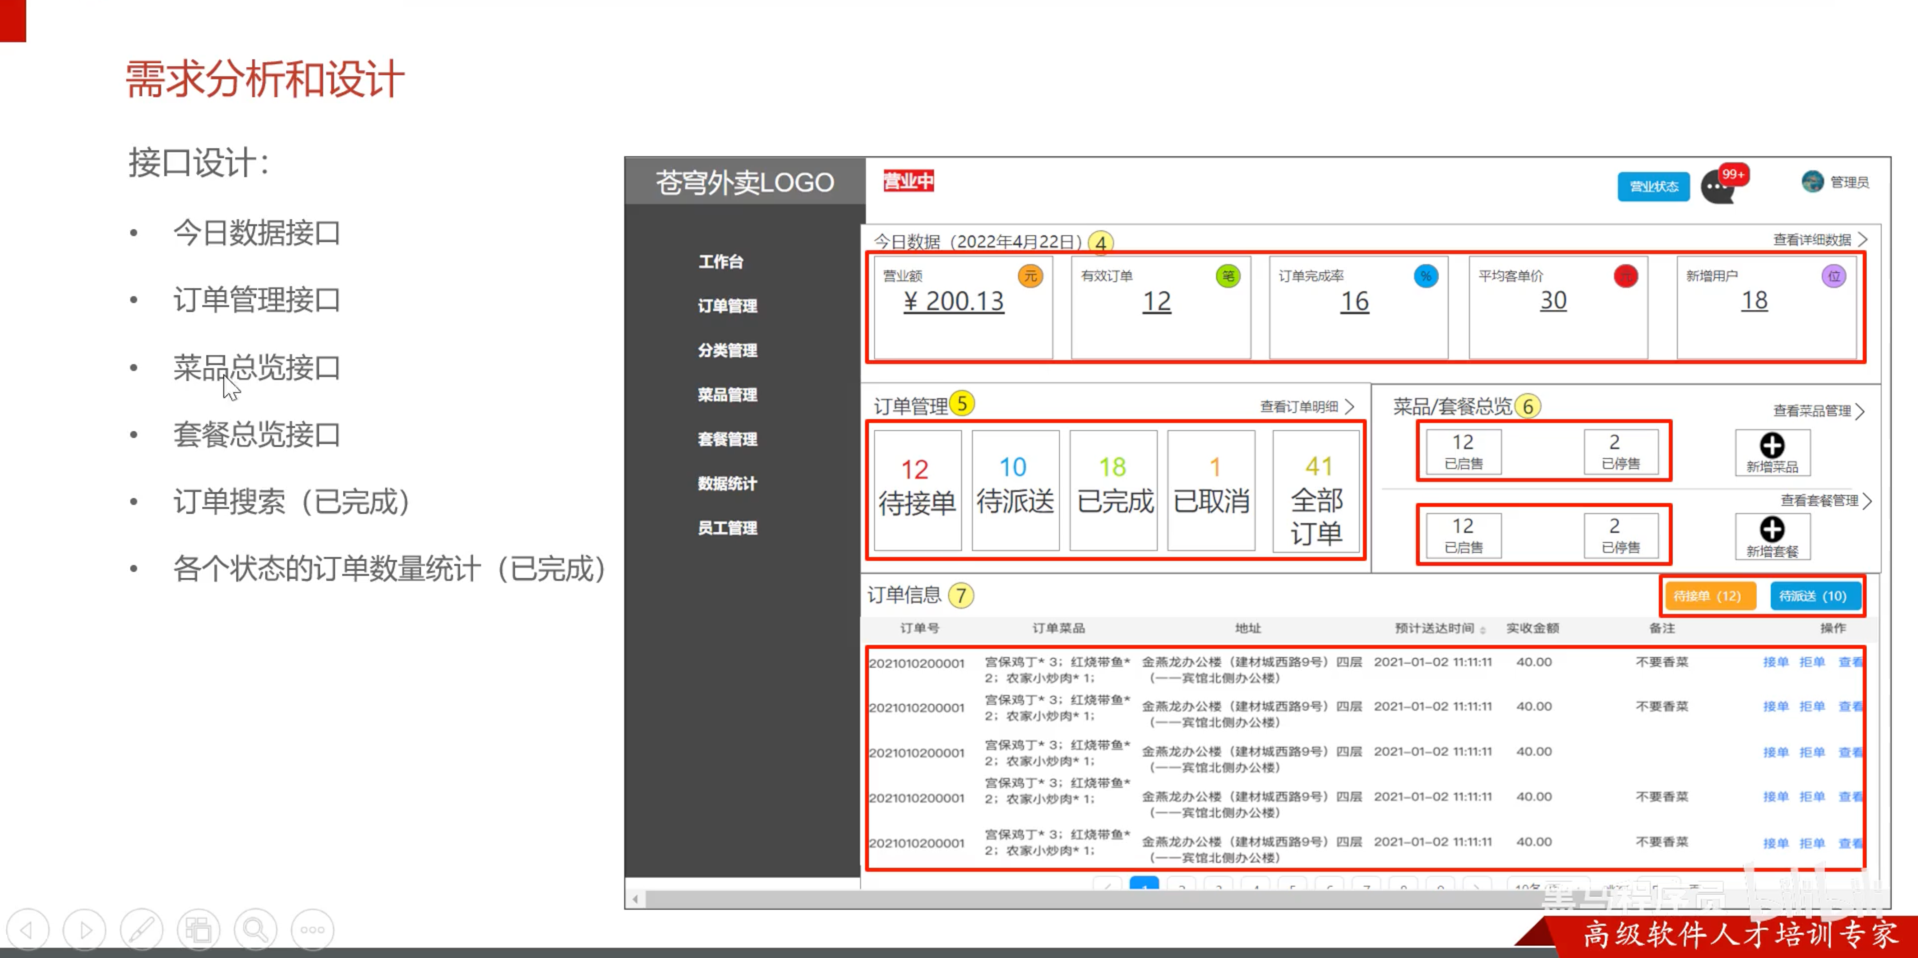 需求分析和设计
接口设计：
• 今日数据接口
• 订单管理接口
• 菜品总览接口
• 套餐总览接口
• 订单搜索（已完成）
• 各个状态的订单数量统计（已完成）
苍穹外卖LOGO
营业中
营业状态
99+
管理员
工作台
订单管理
分类管理
菜品管理
套餐管理
数据统计
员工管理
今日数据（2022年4月22日） 4
查看详细数据
营业额 元
¥ 200.13
有效订单 笔
12
订单完成率 %
16
平均客单价
30
新增用户 位
18
订单管理 5
查看订单明细
12
待接单
10
待派送
18
已完成
1
已取消
41
全部
订单
菜品/套餐总览 6
查看菜品管理
12
已启售
2
已停售
新增菜品
查看套餐管理
12
已启售
2
已停售
新增套餐
订单信息 7
待接单（12） 待派送（10）
订单号 订单菜品 地址 预计送达时间 实收金额 备注 操作
2021010200001 宫保鸡丁* 3；红烧带鱼* 金燕龙办公楼（建材城西路9号）四层 2021-01-02 11:11:11 40.00 不要香菜 接单 拒单 查看
2；农家小炒肉* 1； （一一宾馆北侧办公楼）
2021010200001 宫保鸡丁* 3；红烧带鱼* 金燕龙办公楼（建材城西路9号）四层 2021-01-02 11:11:11 40.00 不要香菜 接单 拒单 查看
2；农家小炒肉* 1； （一一宾馆北侧办公楼）
2021010200001 宫保鸡丁* 3；红烧带鱼* 金燕龙办公楼（建材城西路9号）四层 2021-01-02 11:11:11 40.00 接单 拒单 查看
2；农家小炒肉* 1； （一一宾馆北侧办公楼）
2021010200001 宫保鸡丁* 3；红烧带鱼* 金燕龙办公楼（建材城西路9号）四层 2021-01-02 11:11:11 40.00 不要香菜 接单 拒单 查看
2；农家小炒肉* 1； （一一宾馆北侧办公楼）
2021010200001 宫保鸡丁* 3；红烧带鱼* 金燕龙办公楼（建材城西路9号）四层 2021-01-02 11:11:11 40.00 不要香菜 接单 拒单 查看
2；农家小炒肉* 1； （一一宾馆北侧办公楼）
黑马程序员
bilibili
高级软件人才培训专家